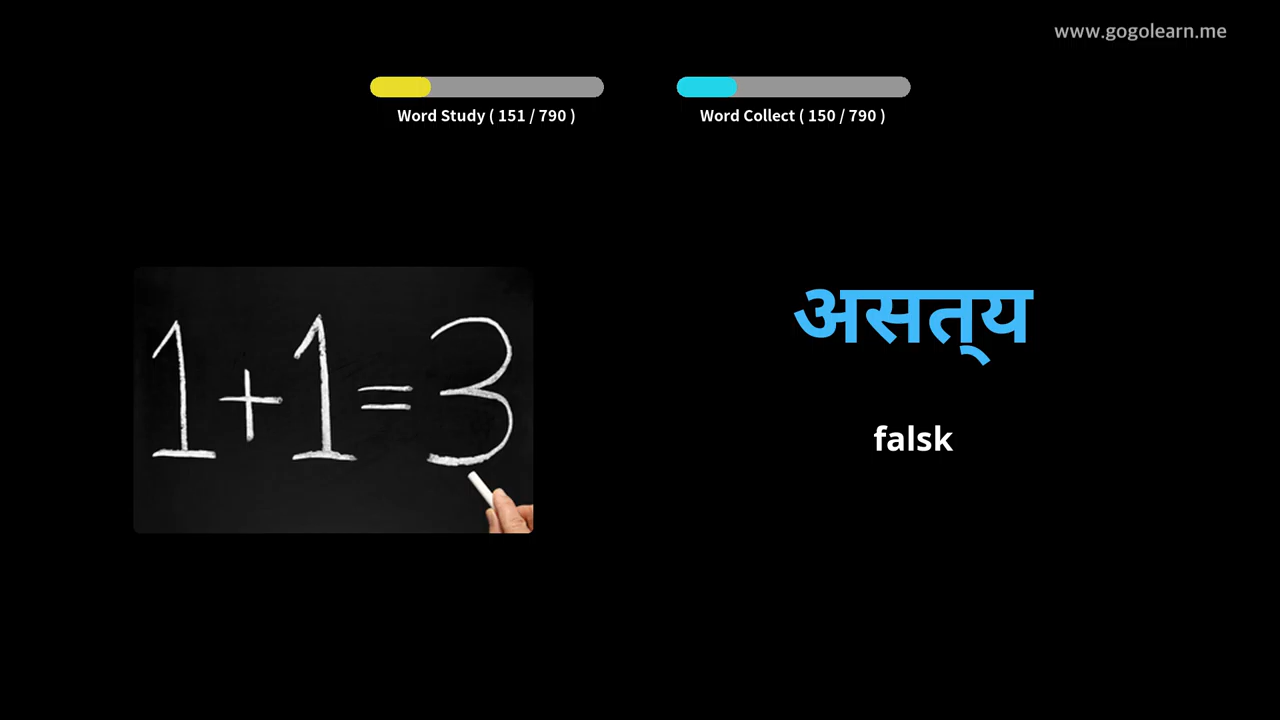 www.gogolearn.me
Word Study ( 151 / 790 )
Word Collect ( 150 / 790 )
1+1=3
असत्य
falsk